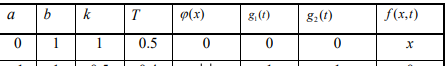 a b k T φ(x) g₁(t) g₂(t) f(x,t)
0 1 1 0.5 0 0 0 x